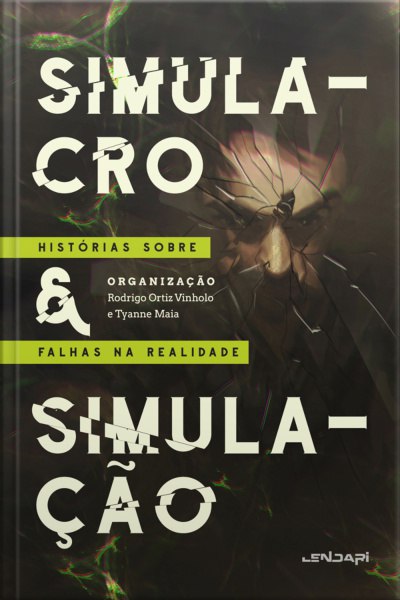 SIMULA-
CRO
HISTÓRIAS SOBRE
&
ORGANIZAÇÃO
Rodrigo Ortiz Vinholo
e Tyanne Maia
FALHAS NA REALIDADE
SIMULA-
ÇÃO
LENDARI